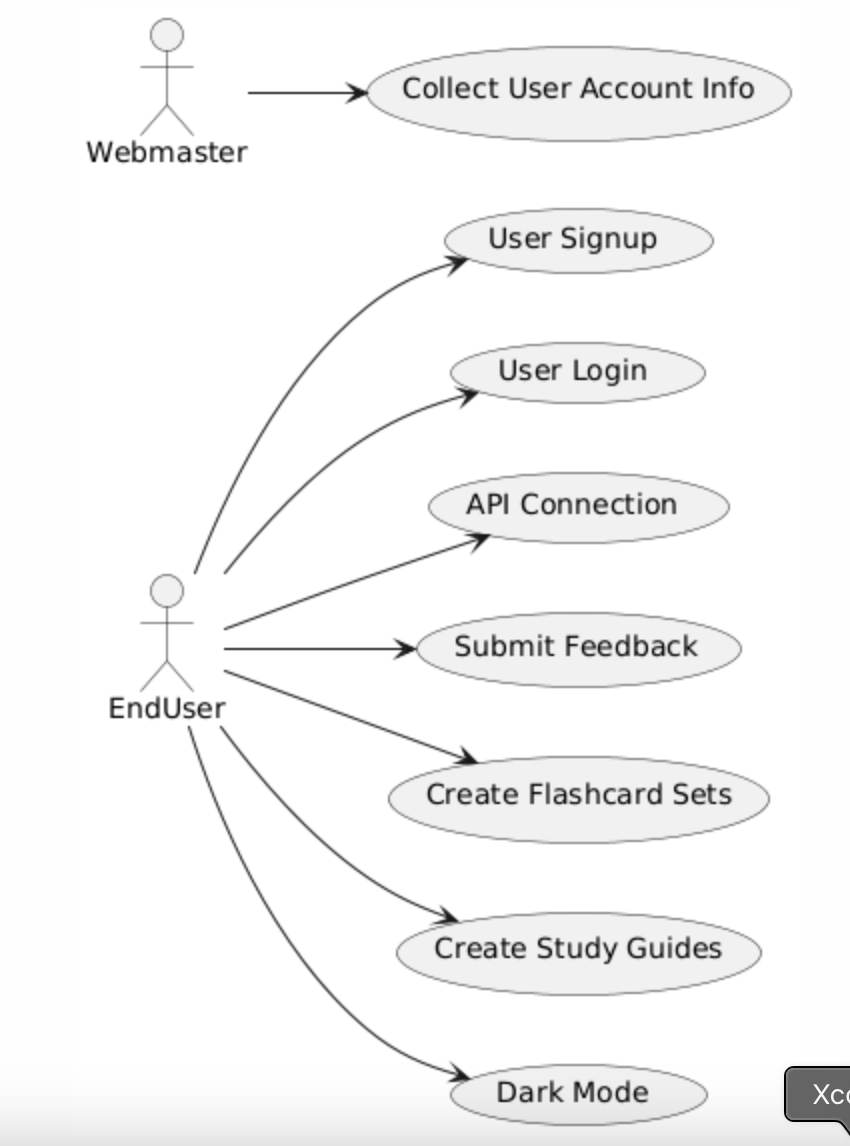 Webmaster
Collect User Account Info
User Signup
User Login
API Connection
EndUser
Submit Feedback
Create Flashcard Sets
Create Study Guides
Dark Mode